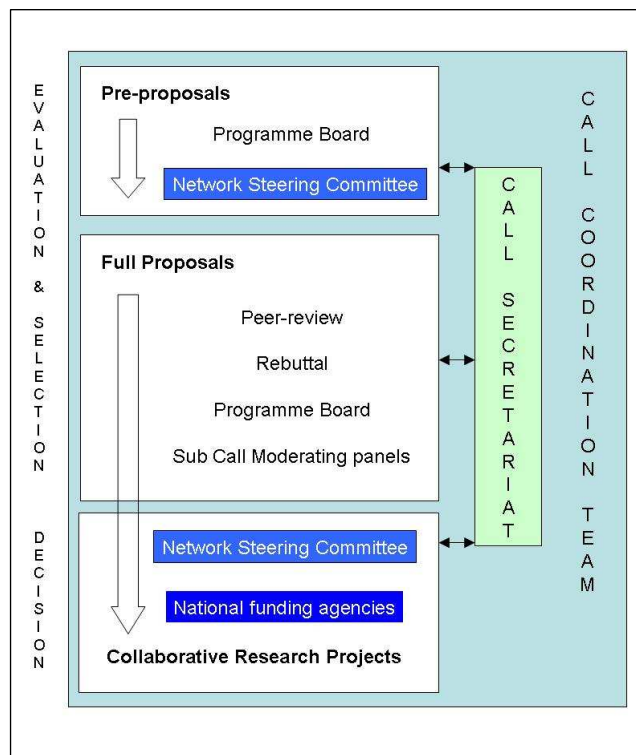 EVALUATION & SELECTION
DECISION
Pre-proposals
Programme Board
Network Steering Committee
Full Proposals
Peer-review
Rebuttal
Programme Board
Sub Call Moderating panels
Network Steering Committee
National funding agencies
Collaborative Research Projects
CALL SECRETARIAT
CALL COORDINATION TEAM